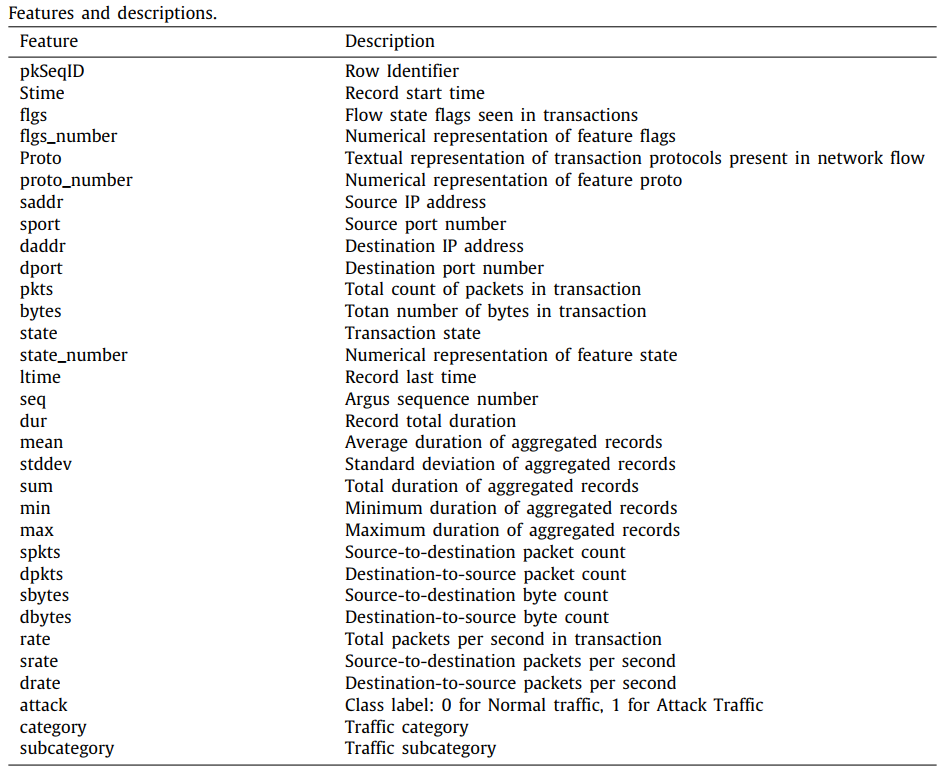 Features and descriptions.
Feature Description
pkSeqID Row Identifier
Stime Record start time
flgs Flow state flags seen in transactions
flgs_number Numerical representation of feature flags
Proto Textual representation of transaction protocols present in network flow
proto_number Numerical representation of feature proto
saddr Source IP address
sport Source port number
daddr Destination IP address
dport Destination port number
pkts Total count of packets in transaction
bytes Totan number of bytes in transaction
state Transaction state
state_number Numerical representation of feature state
ltime Record last time
seq Argus sequence number
dur Record total duration
mean Average duration of aggregated records
stddev Standard deviation of aggregated records
sum Total duration of aggregated records
min Minimum duration of aggregated records
max Maximum duration of aggregated records
spkts Source-to-destination packet count
dpkts Destination-to-source packet count
sbytes Source-to-destination byte count
dbytes Destination-to-source byte count
rate Total packets per second in transaction
srate Source-to-destination packets per second
drate Destination-to-source packets per second
attack Class label: 0 for Normal traffic, 1 for Attack Traffic
category Traffic category
subcategory Traffic subcategory